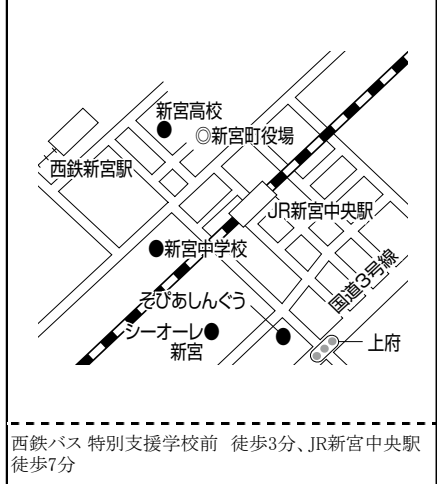 新宮高校
◎新宮町役場
西鉄新宮駅
JR新宮中央駅
新宮中学校
国道3号線
そぴあしんぐう
シーオーレ
新宮
上府
西鉄バス 特別支援学校前 徒歩3分、JR新宮中央駅
徒歩7分